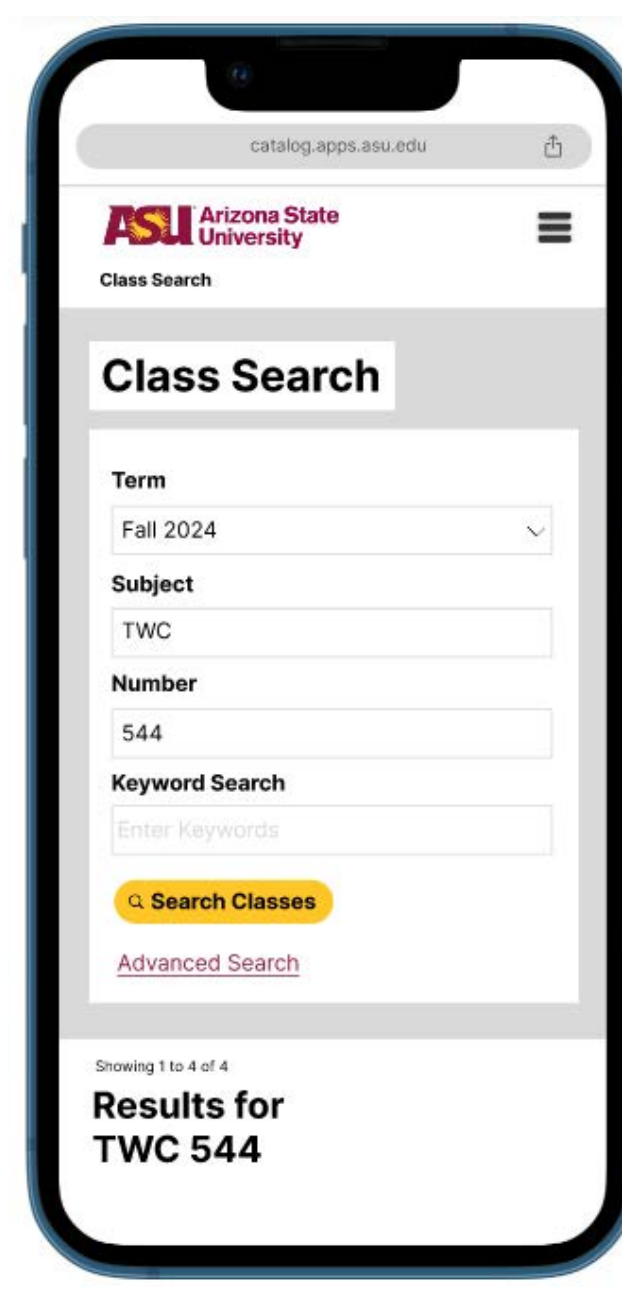 catalog.apps.asu.edu
ASU Arizona State
University
Class Search
Class Search
Term
Fall 2024
Subject
TWC
Number
544
Keyword Search
Enter Keywords
Search Classes
Advanced Search
Showing 1 to 4 of 4
Results for
TWC 544